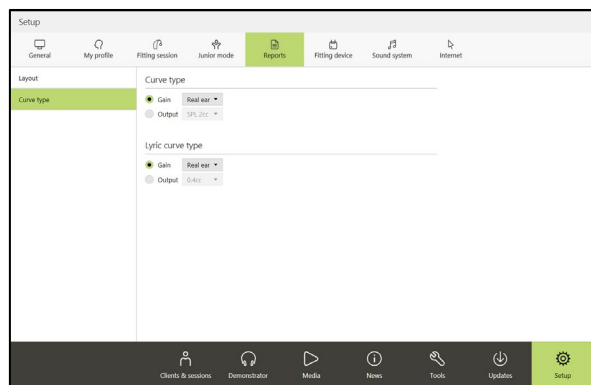 Setup
General My profile Fitting session Junior mode Reports Fitting device Sound system Internet
Layout
Curve type
Curve type
Gain Real ear
Output SPL 2cc
Lyric curve type
Gain Real ear
Output 0.4cc
Clients & sessions Demonstrator Media News Tools Updates Setup